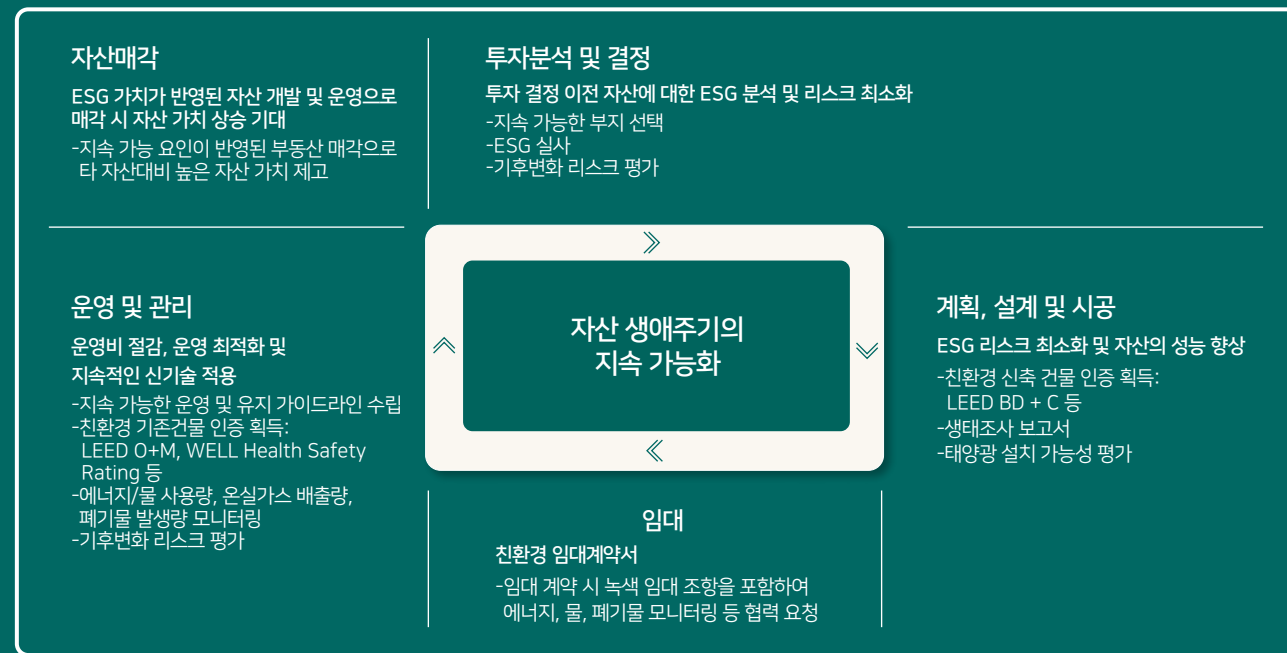 자산매각
ESG 가치가 반영된 자산 개발 및 운영으로
매각 시 자산 가치 상승 기대
-지속 가능 요인이 반영된 부동산 매각으로
타 자산대비 높은 자산 가치 제고
투자분석 및 결정
투자 결정 이전 자산에 대한 ESG 분석 및 리스크 최소화
-지속 가능한 부지 선택
-ESG 실사
-기후변화 리스크 평가
운영 및 관리
운영비 절감, 운영 최적화 및
지속적인 신기술 적용
-지속 가능한 운영 및 유지 가이드라인 수립
-친환경 기존건물 인증 획득:
LEED O+M, WELL Health Safety
Rating 등
-에너지/물 사용량, 온실가스 배출량,
폐기물 발생량 모니터링
-기후변화 리스크 평가
자산 생애주기의
지속 가능화
계획, 설계 및 시공
ESG 리스크 최소화 및 자산의 성능 향상
-친환경 신축 건물 인증 획득:
LEED BD + C 등
-생태조사 보고서
-태양광 설치 가능성 평가
임대
친환경 임대계약서
-임대 계약 시 녹색 임대 조항을 포함하여
에너지, 물, 폐기물 모니터링 등 협력 요청